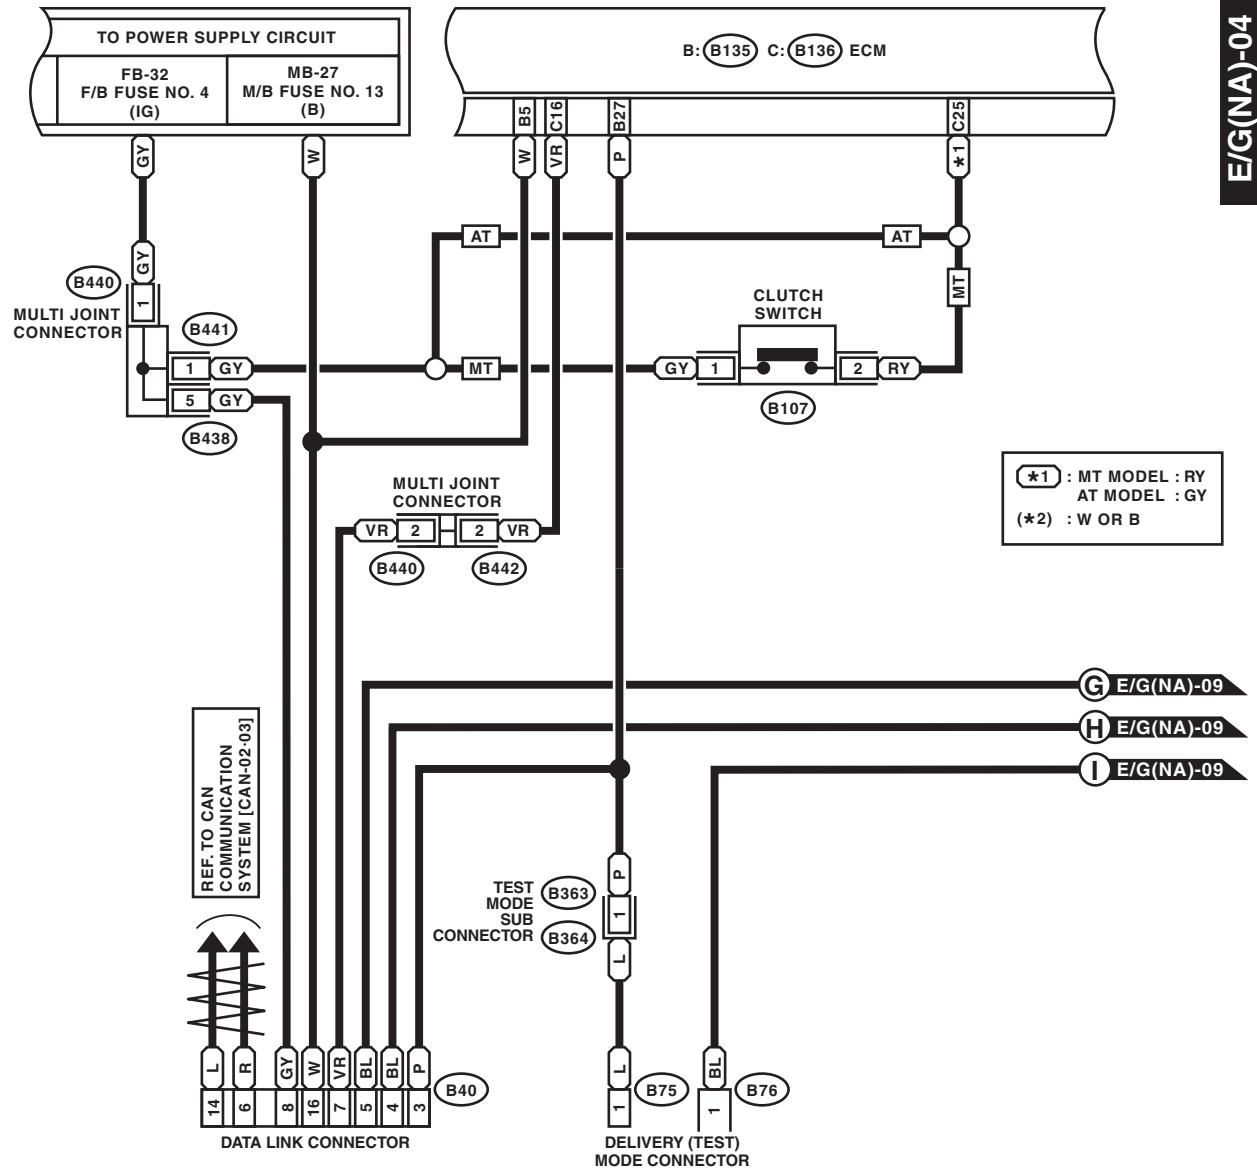 E/G(NA)-04
TO POWER SUPPLY CIRCUIT
FB-32
F/B FUSE NO. 4
(IG)
MB-27
M/B FUSE NO. 13
(B)
B: B135 C: B136 ECM
B5
C16
B27
C25
GY
W
W
VR
P
*1
AT
AT
GY
B440
1
MULTI JOINT
CONNECTOR
B441
1 GY
MT
MT
CLUTCH
SWITCH
GY 1
2 RY
B107
5 GY
B438
*1 : MT MODEL : RY
AT MODEL : GY
(*2) : W OR B
MULTI JOINT
CONNECTOR
VR 2
2 VR
B440
B442
G E/G(NA)-09
H E/G(NA)-09
I E/G(NA)-09
REF. TO CAN
COMMUNICATION
SYSTEM [CAN-02·03]
P
TEST
MODE
SUB
CONNECTOR
B363
1
B364
L
L
R
GY
W
VR
BL
BL
P
14
6
8
16
7
5
4
3
B40
DATA LINK CONNECTOR
L
1
B75
BL
1
B76
DELIVERY (TEST)
MODE CONNECTOR